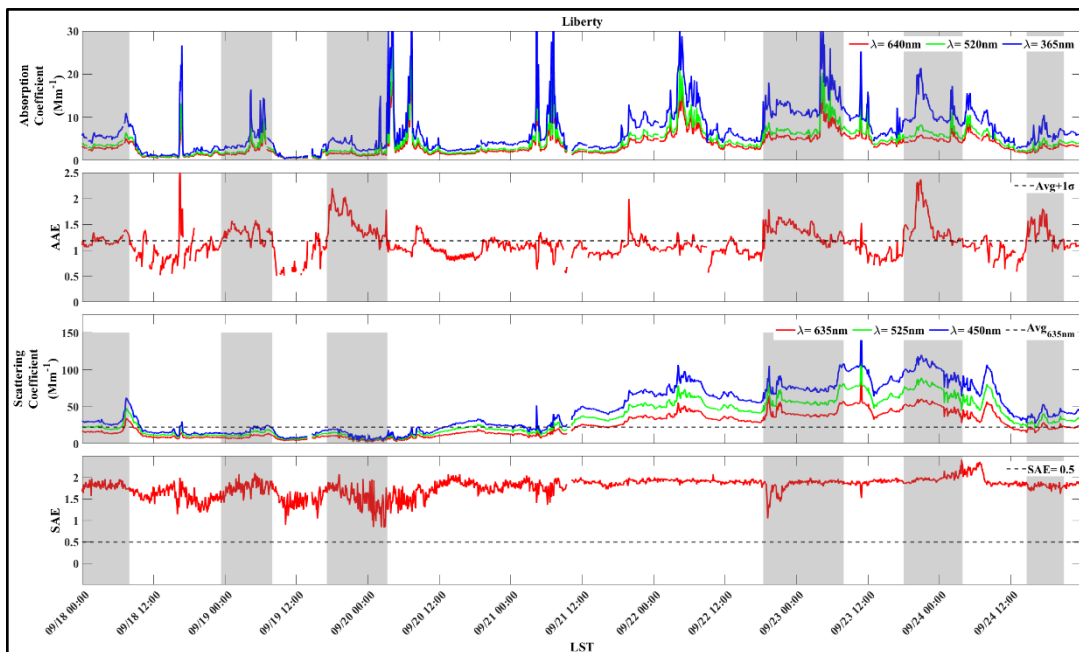 Liberty
λ= 640nm λ= 520nm λ= 365nm
Absorption
Coefficient
(Mm⁻¹)
30
20
10
0
Avg+1σ
AAE
2.5
2
1.5
1
0.5
0
λ= 635nm λ= 525nm λ= 450nm Avg635nm
Scattering
Coefficient
(Mm⁻¹)
150
100
50
0
SAE= 0.5
SAE
2
1.5
1
0.5
0
09/18 00:00
09/18 12:00
09/19 00:00
09/19 12:00
09/20 00:00
09/20 12:00
09/21 00:00
09/21 12:00
09/22 00:00
09/22 12:00
09/23 00:00
09/23 12:00
09/24 00:00
09/24 12:00
LST